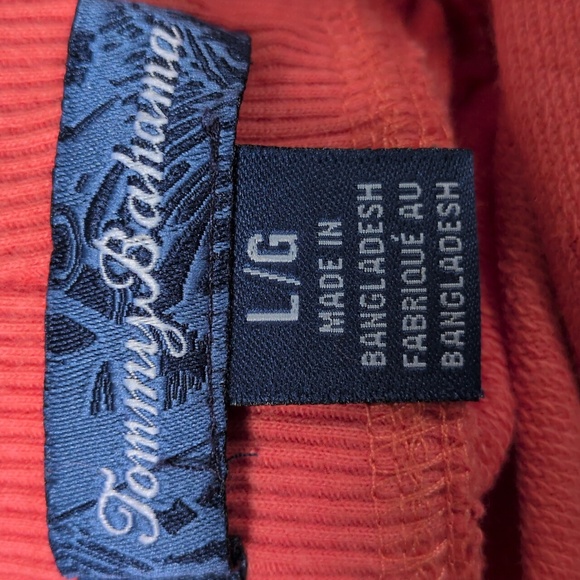 Tommy Bahama
L/G
MADE IN
BANGLADESH
FABRIQUÉ AU
BANGLADESH